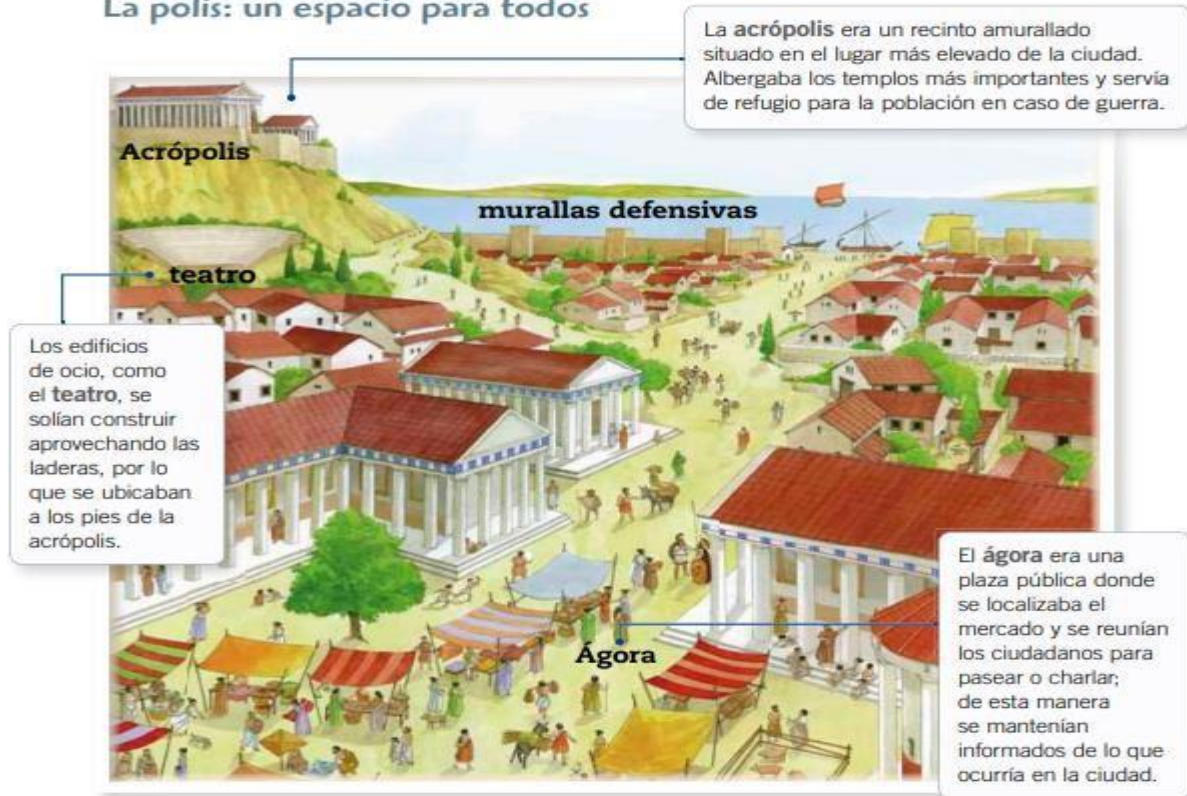 La polis: un espacio para todos
La acrópolis era un recinto amurallado
situado en el lugar más elevado de la ciudad.
Albergaba los templos más importantes y servía
de refugio para la población en caso de guerra.
Acrópolis
murallas defensivas
teatro
Los edificios
de ocio, como
el teatro, se
solían construir
aprovechando las
laderas, por lo
que se ubicaban
a los pies de la
acrópolis.
Ágora
El ágora era una
plaza pública donde
se localizaba el
mercado y se reunían
los ciudadanos para
pasear o charlar;
de esta manera
se mantenían
informados de lo que
ocurría en la ciudad.